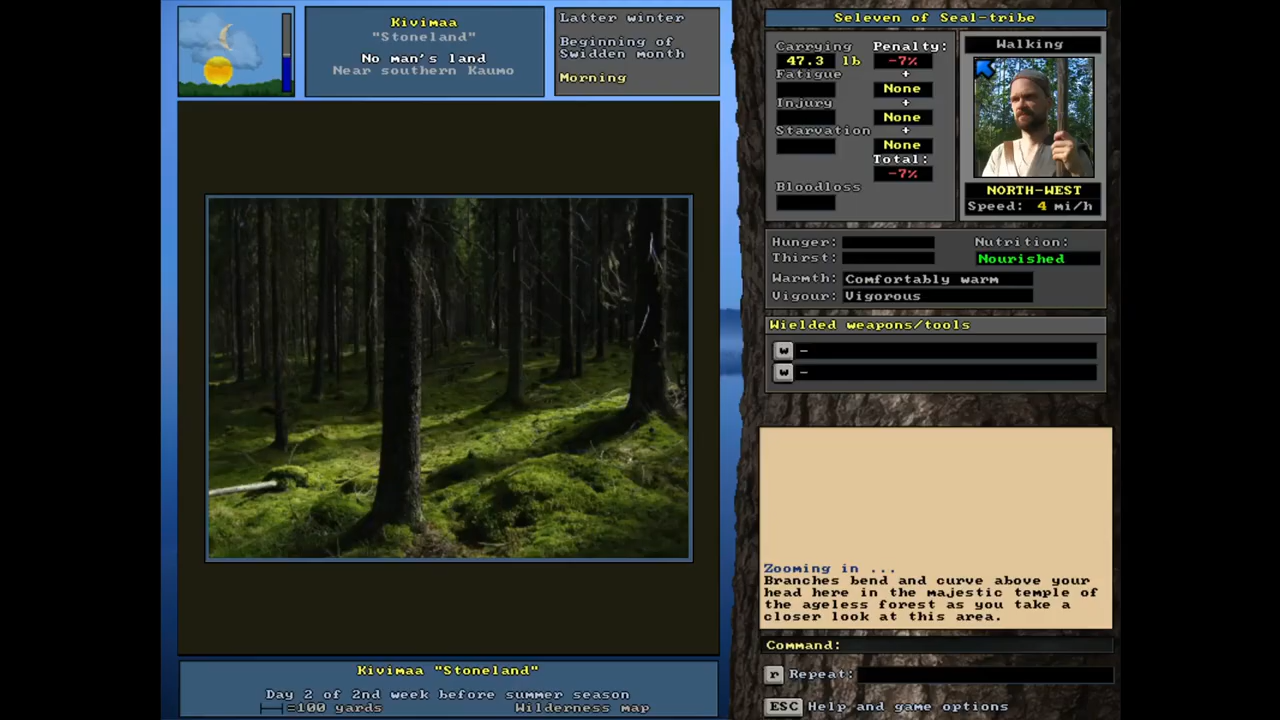 Kivimaa
"Stoneland"
No man's land
Near southern Kaumo
Latter winter
Beginning of
Swidden month
Morning
Seleven of Seal-tribe
Carrying
47.3 lb
Fatigue
Injury
Starvation
Bloodloss
Penalty:
-7%
+
None
+
None
+
None
Total:
-7%
Walking
NORTH-WEST
Speed: 4 mi/h
Hunger:
Thirst:
Nutrition:
Nourished
Warmth: Comfortably warm
Vigour: Vigorous
Wielded weapons/tools
w -
w -
Zooming in ...
Branches bend and curve above your
head here in the majestic temple of
the ageless forest as you take a
closer look at this area.
Command:
r Repeat:
ESC Help and game options
Kivimaa "Stoneland"
Day 2 of 2nd week before summer season
=100 yards
Wilderness map